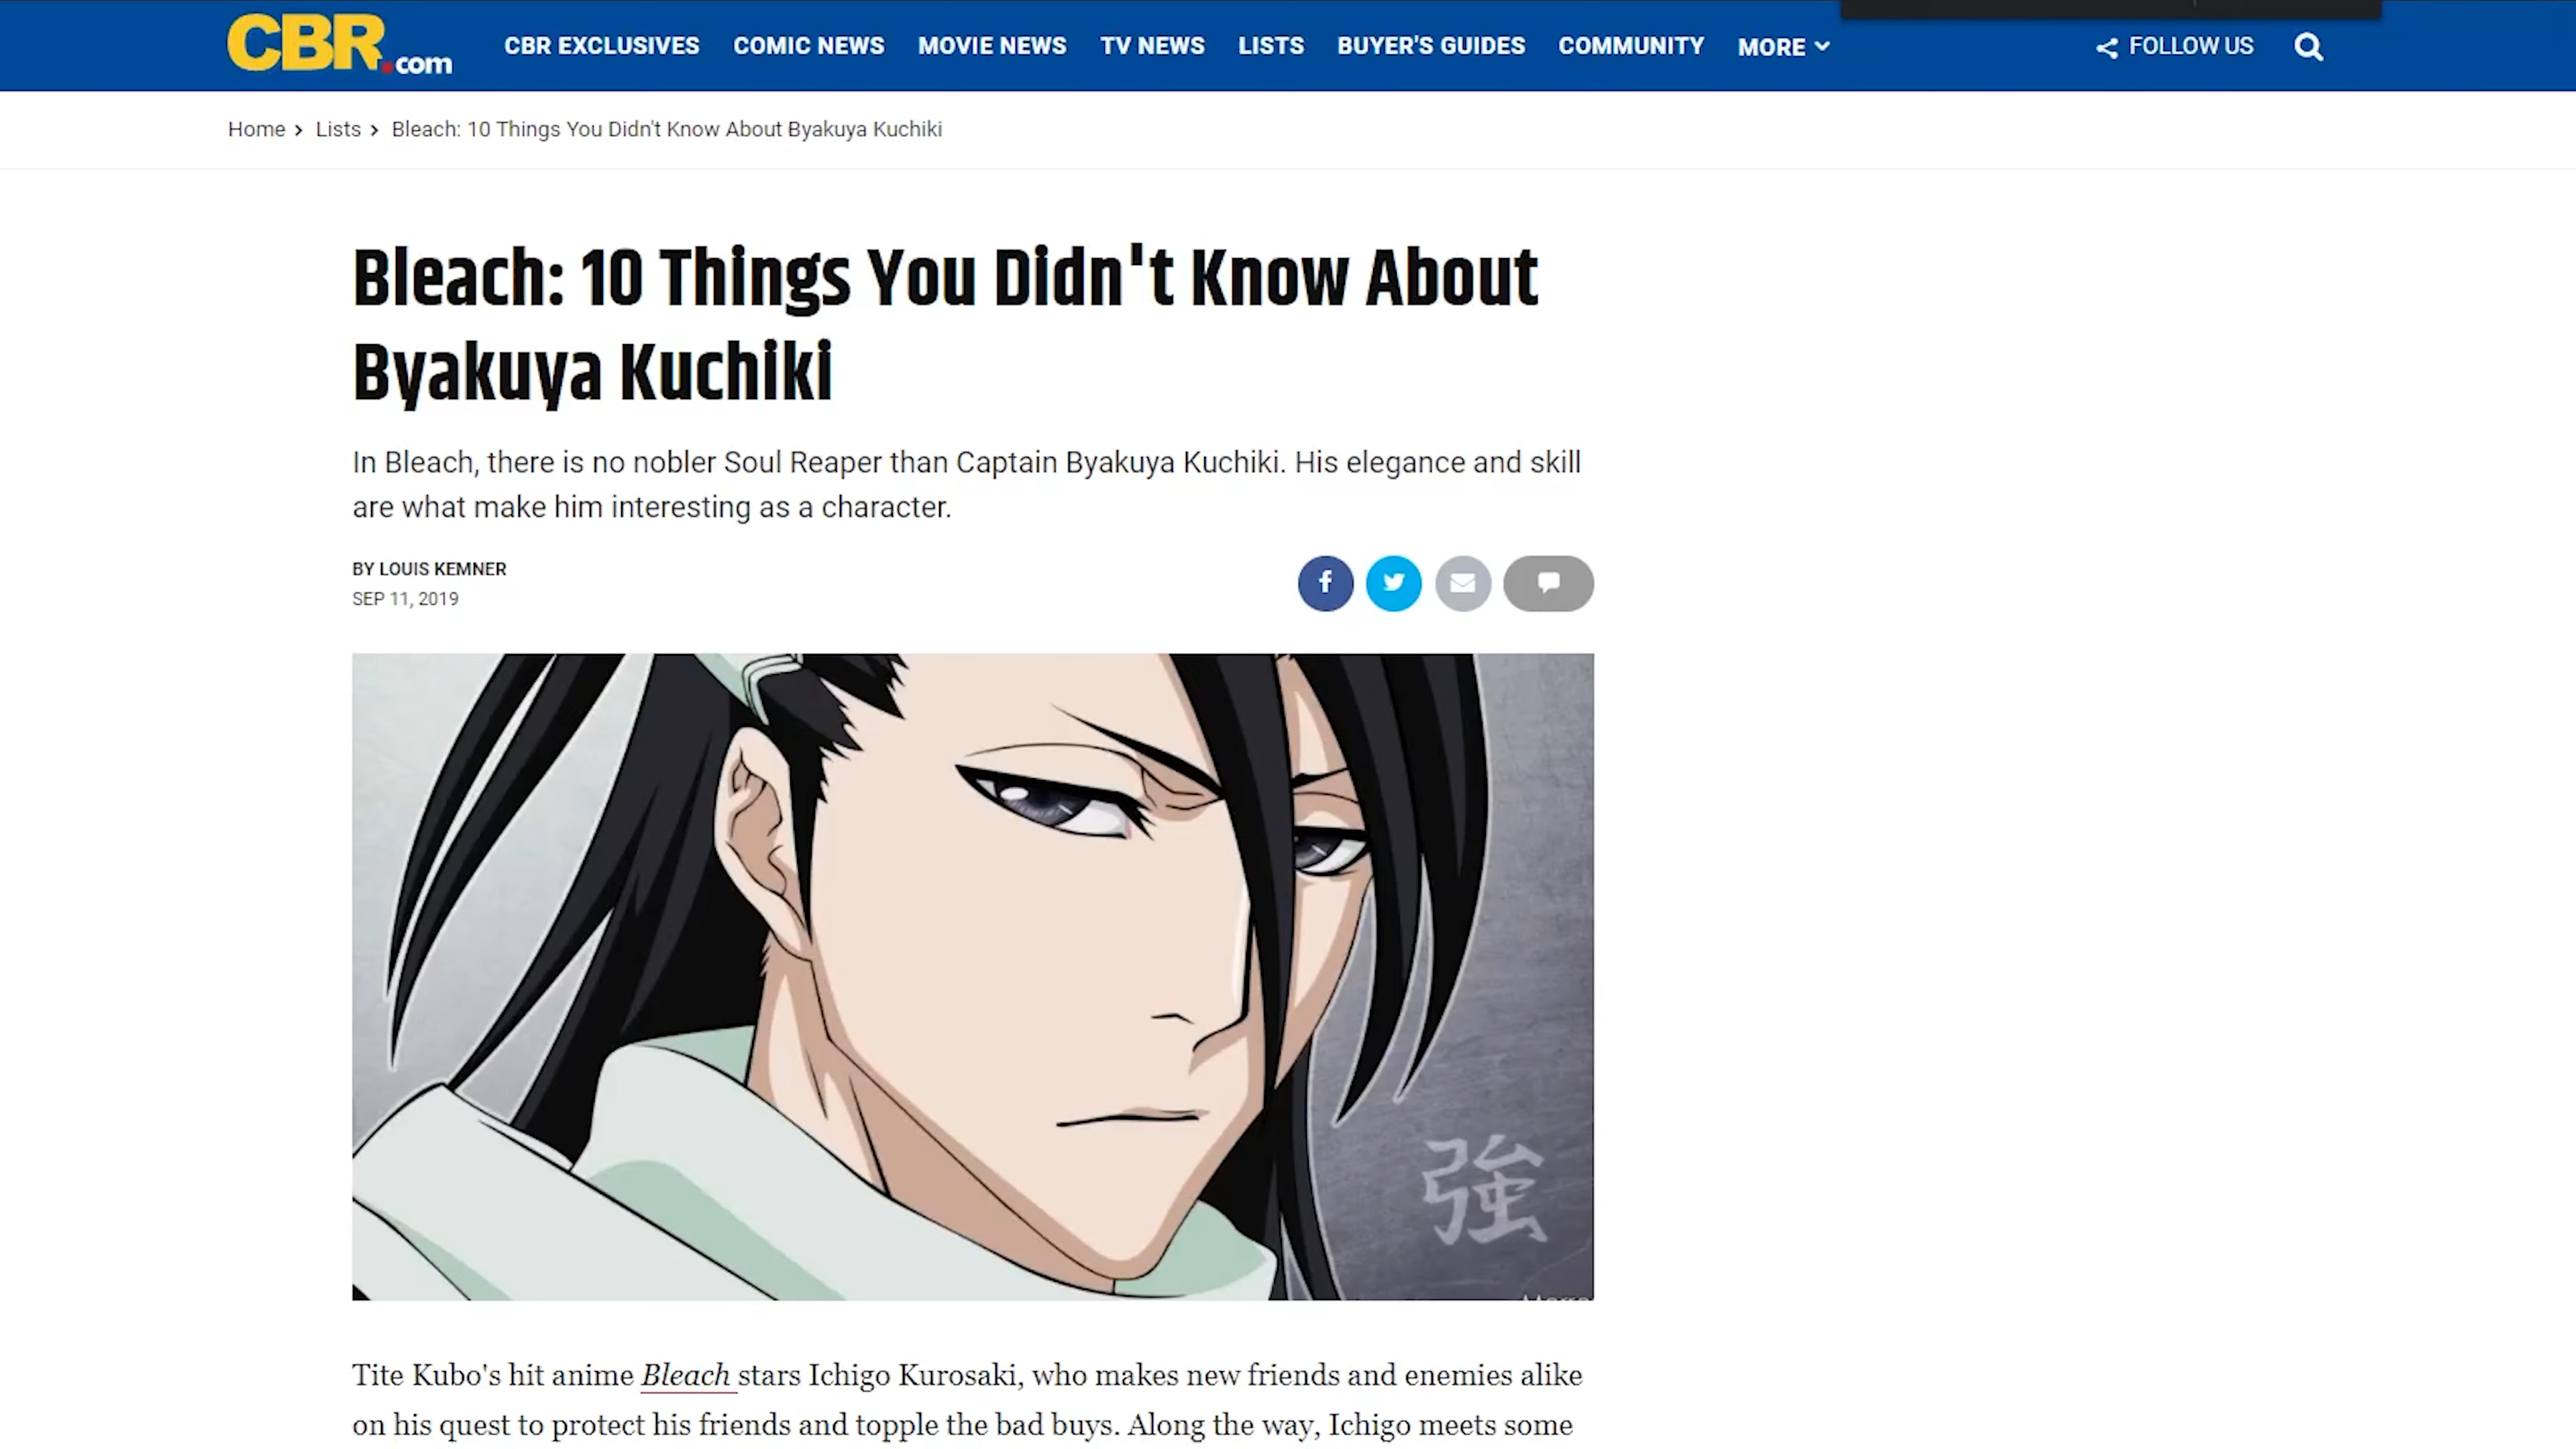 CBR.com
CBR EXCLUSIVES COMIC NEWS MOVIE NEWS TV NEWS LISTS BUYER'S GUIDES COMMUNITY MORE FOLLOW US
Home > Lists > Bleach: 10 Things You Didn't Know About Byakuya Kuchiki
Bleach: 10 Things You Didn't Know About
Byakuya Kuchiki
In Bleach, there is no nobler Soul Reaper than Captain Byakuya Kuchiki. His elegance and skill
are what make him interesting as a character.
BY LOUIS KEMNER
SEP 11, 2019
強
Tite Kubo's hit anime Bleach stars Ichigo Kurosaki, who makes new friends and enemies alike
on his quest to protect his friends and topple the bad buys. Along the way, Ichigo meets some